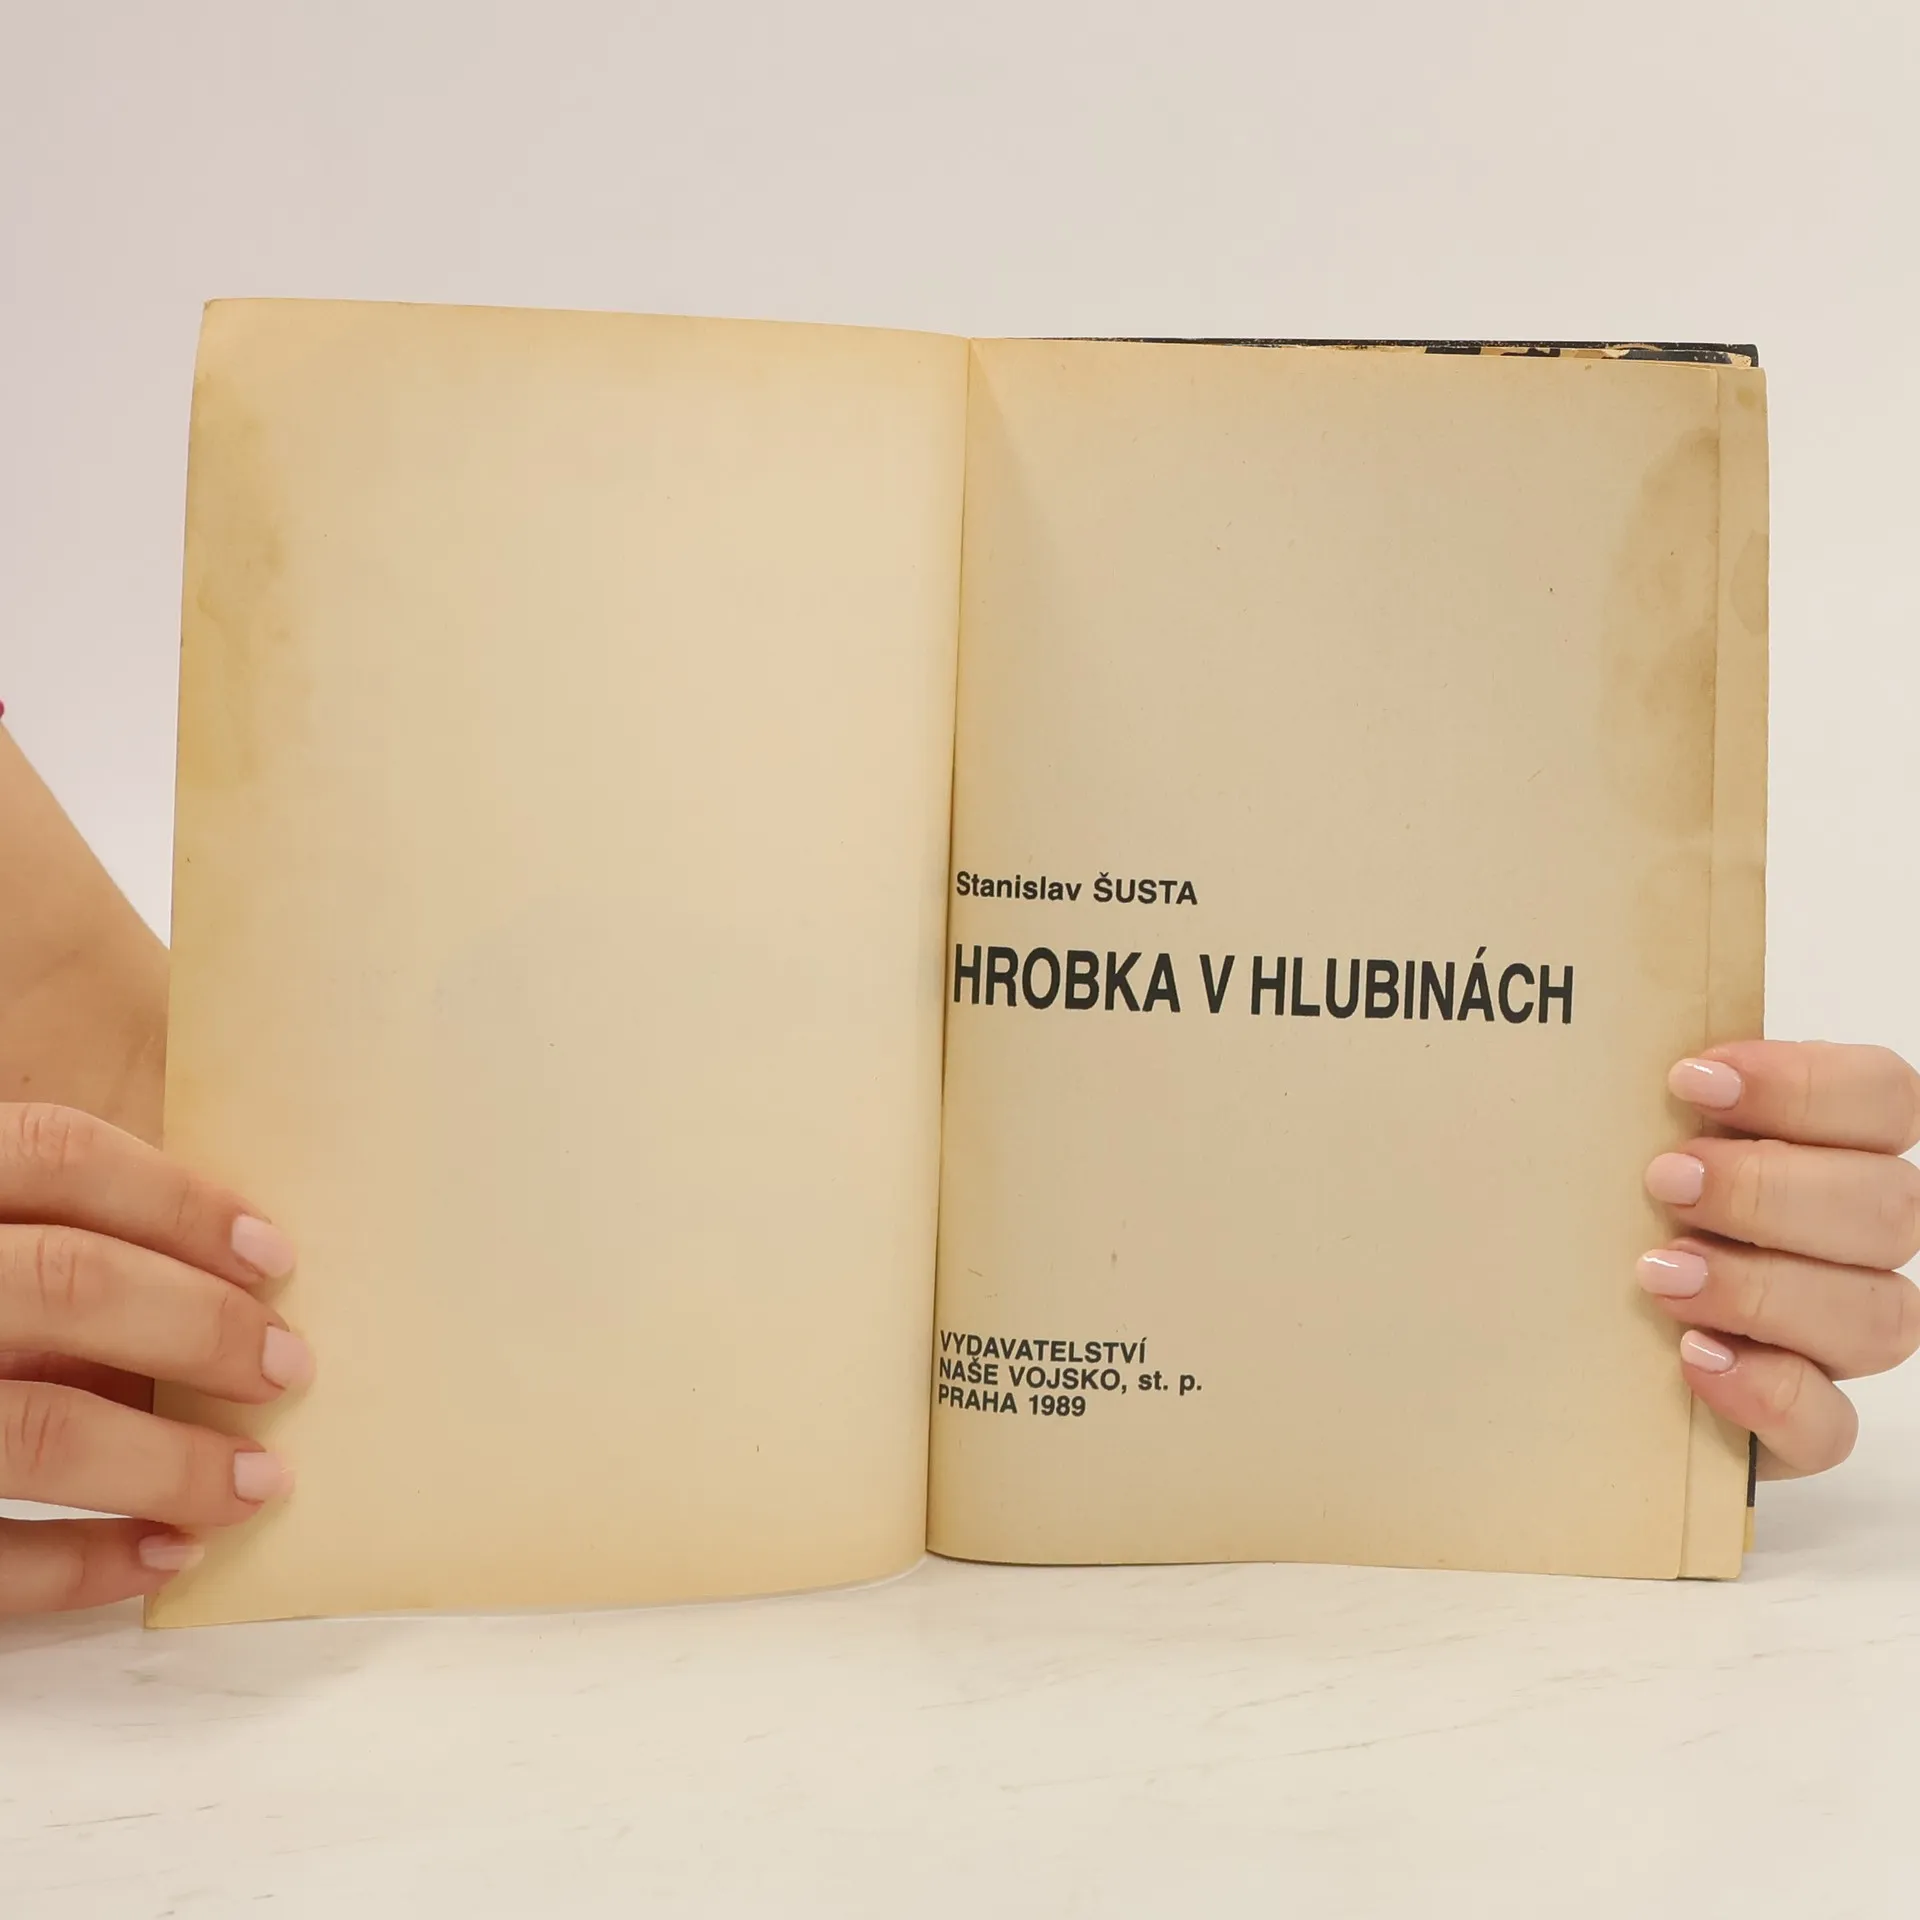 Stanislav ŠUSTA
HROBKA V HLUBINÁCH
VYDAVATELSTVÍ
NAŠE VOJSKO, st. p.
PRAHA 1989